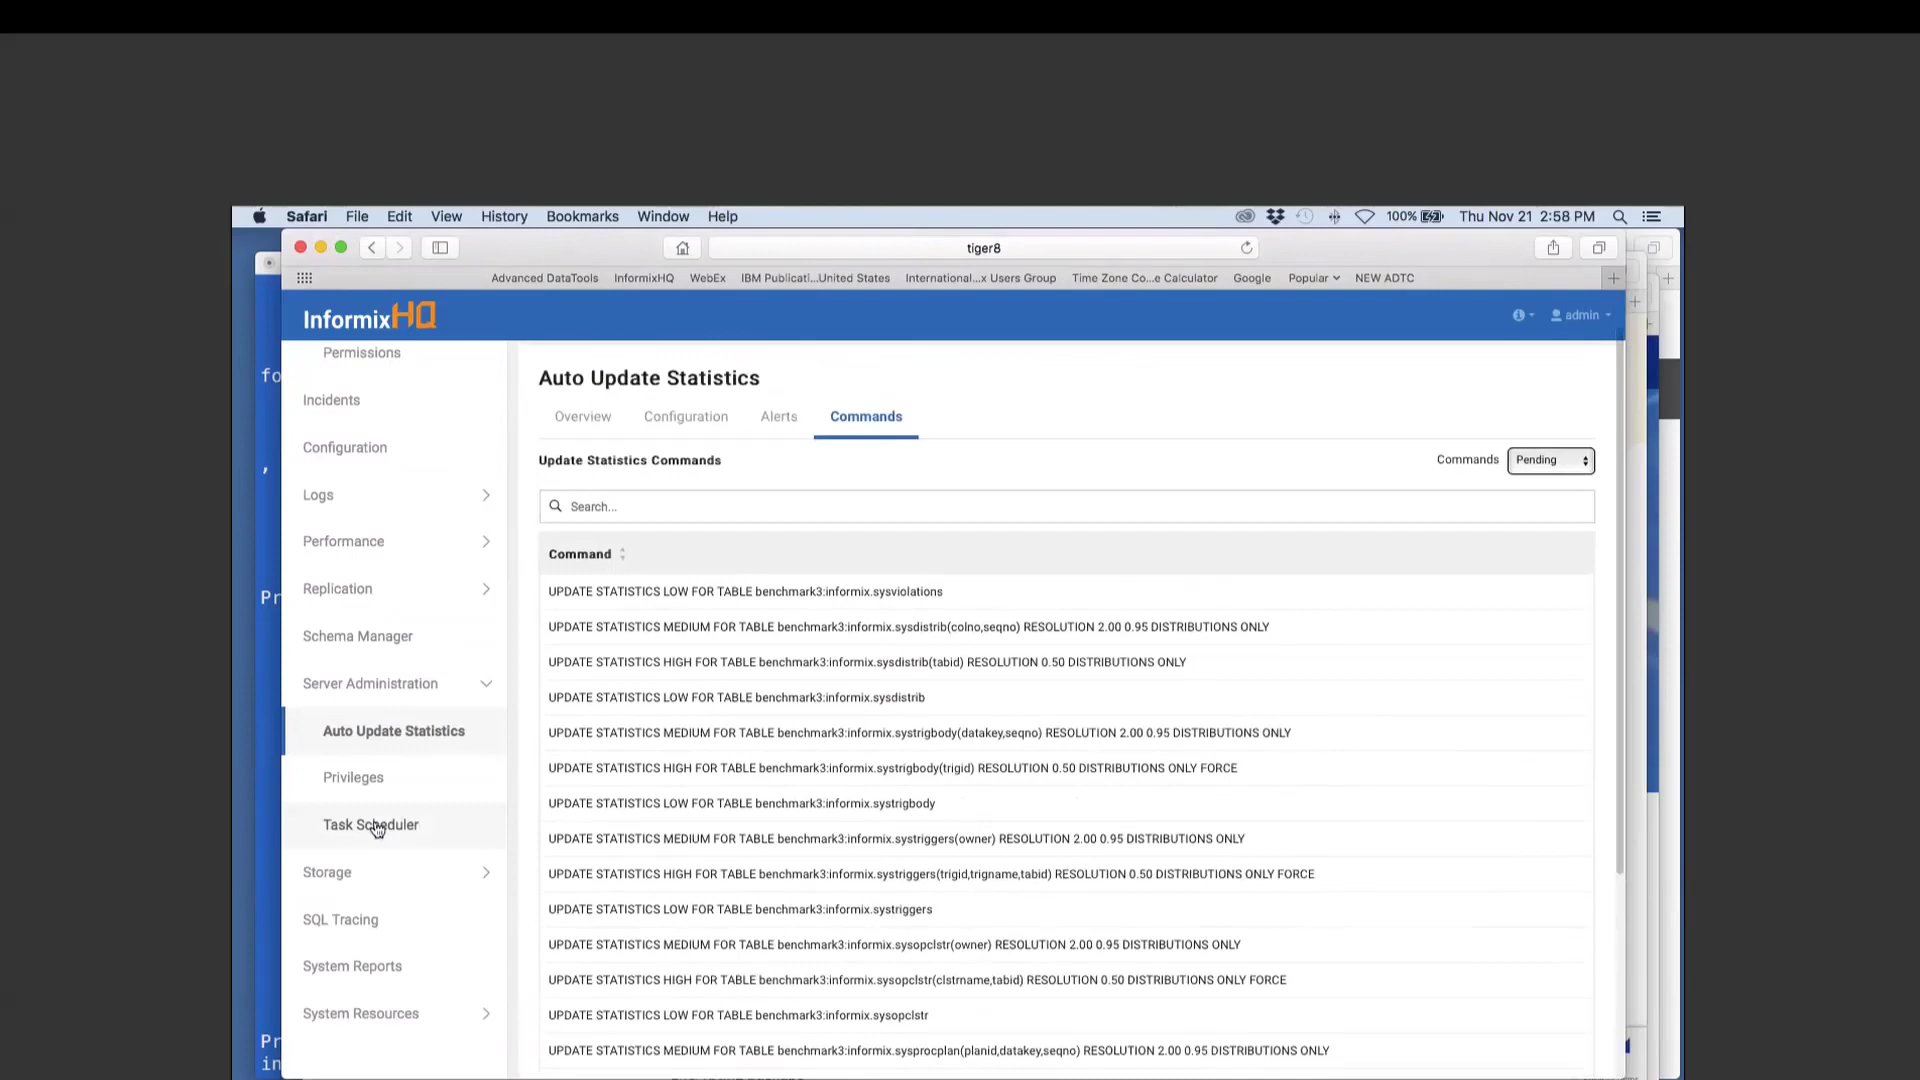 Safari File Edit View History Bookmarks Window Help 100% Thu Nov 21 2:58 PM
tiger8
Advanced DataTools InformixHQ WebEx IBM Publicati...United States International...x Users Group Time Zone Co...e Calculator Google Popular NEW ADTC
InformixHQ
admin
Permissions
Incidents
Configuration
Logs
Performance
Replication
Schema Manager
Server Administration
Auto Update Statistics
Privileges
Task Scheduler
Storage
SQL Tracing
System Reports
System Resources
Auto Update Statistics
Overview Configuration Alerts Commands
Update Statistics Commands
Commands Pending
Search...
Command
UPDATE STATISTICS LOW FOR TABLE benchmark3:informix.sysviolations
UPDATE STATISTICS MEDIUM FOR TABLE benchmark3:informix.sysdistrib(colno,seqno) RESOLUTION 2.00 0.95 DISTRIBUTIONS ONLY
UPDATE STATISTICS HIGH FOR TABLE benchmark3:informix.sysdistrib(tabid) RESOLUTION 0.50 DISTRIBUTIONS ONLY
UPDATE STATISTICS LOW FOR TABLE benchmark3:informix.sysdistrib
UPDATE STATISTICS MEDIUM FOR TABLE benchmark3:informix.systrigbody(datakey,seqno) RESOLUTION 2.00 0.95 DISTRIBUTIONS ONLY
UPDATE STATISTICS HIGH FOR TABLE benchmark3:informix.systrigbody(trigid) RESOLUTION 0.50 DISTRIBUTIONS ONLY FORCE
UPDATE STATISTICS LOW FOR TABLE benchmark3:informix.systrigbody
UPDATE STATISTICS MEDIUM FOR TABLE benchmark3:informix.systriggers(owner) RESOLUTION 2.00 0.95 DISTRIBUTIONS ONLY
UPDATE STATISTICS HIGH FOR TABLE benchmark3:informix.systriggers(trigid,trigname,tabid) RESOLUTION 0.50 DISTRIBUTIONS ONLY FORCE
UPDATE STATISTICS LOW FOR TABLE benchmark3:informix.systriggers
UPDATE STATISTICS MEDIUM FOR TABLE benchmark3:informix.sysopclstr(owner) RESOLUTION 2.00 0.95 DISTRIBUTIONS ONLY
UPDATE STATISTICS HIGH FOR TABLE benchmark3:informix.sysopclstr(clstrname,tabid) RESOLUTION 0.50 DISTRIBUTIONS ONLY FORCE
UPDATE STATISTICS LOW FOR TABLE benchmark3:informix.sysopclstr
UPDATE STATISTICS MEDIUM FOR TABLE benchmark3:informix.sysprocplan(planid,datakey,seqno) RESOLUTION 2.00 0.95 DISTRIBUTIONS ONLY
fo
,
Pr
Pr
in